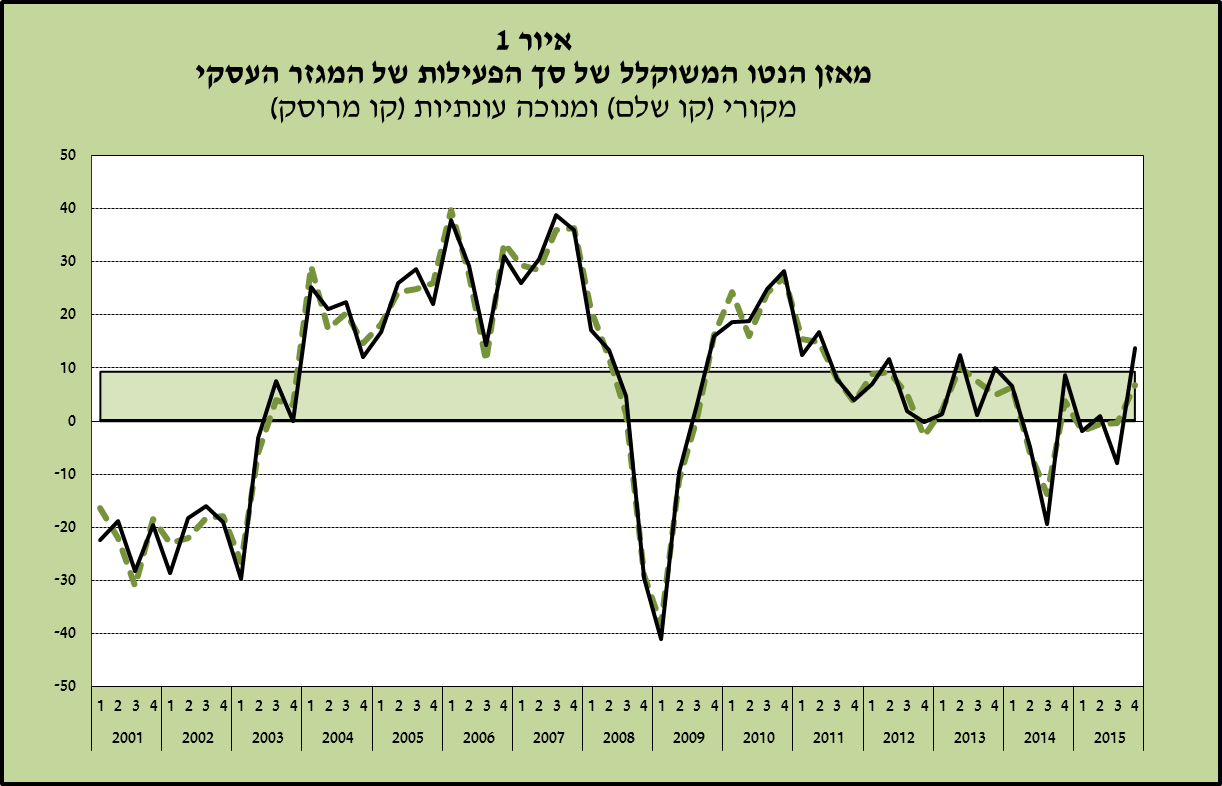 איור 1
מאזן הנטו המשוקלל של סך הפעילות של המגזר העסקי
מקורי (קו שלם) ומנוכה עונתיות (קו מרוסק)
50
40
30
20
10
0
-10
-20
-30
-40
-50
1 2 3 4 1 2 3 4 1 2 3 4 1 2 3 4 1 2 3 4 1 2 3 4 1 2 3 4 1 2 3 4 1 2 3 4 1 2 3 4 1 2 3 4 1 2 3 4 1 2 3 4 1 2 3 4 1 2 3 4
2001 2002 2003 2004 2005 2006 2007 2008 2009 2010 2011 2012 2013 2014 2015